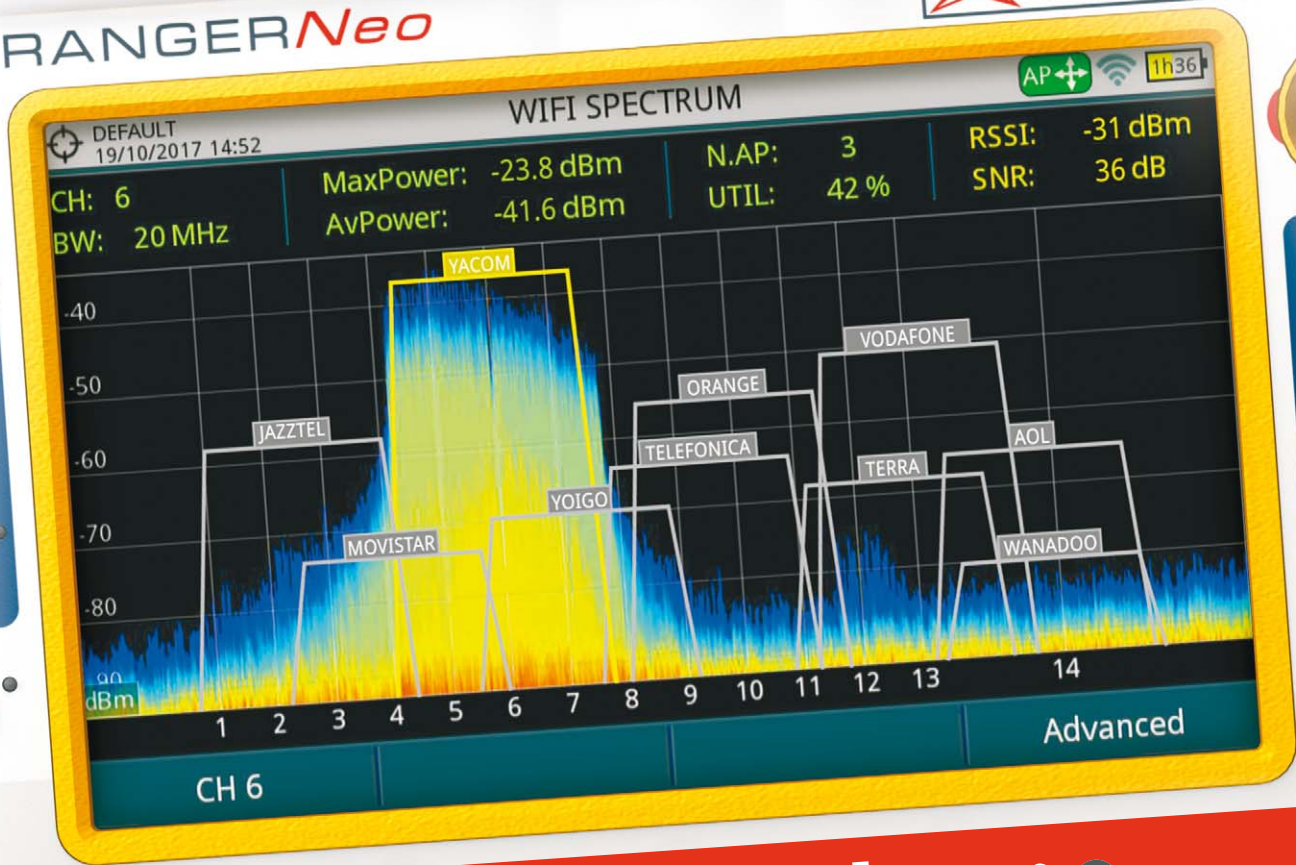 RANGERNeo
DEFAULT
19/10/2017 14:52
WIFI SPECTRUM
AP
1h36
CH: 6
BW: 20 MHz
MaxPower: -23.8 dBm
AvPower: -41.6 dBm
N.AP: 3
UTIL: 42 %
RSSI: -31 dBm
SNR: 36 dB
YACOM
-40
VODAFONE
-50
ORANGE
JAZZTEL
TELEFONICA
AOL
-60
TERRA
YOIGO
-70
MOVISTAR
WANADOO
-80
dBm
1 2 3 4 5 6 7 8 9 10 11 12 13 14
CH 6
Advanced